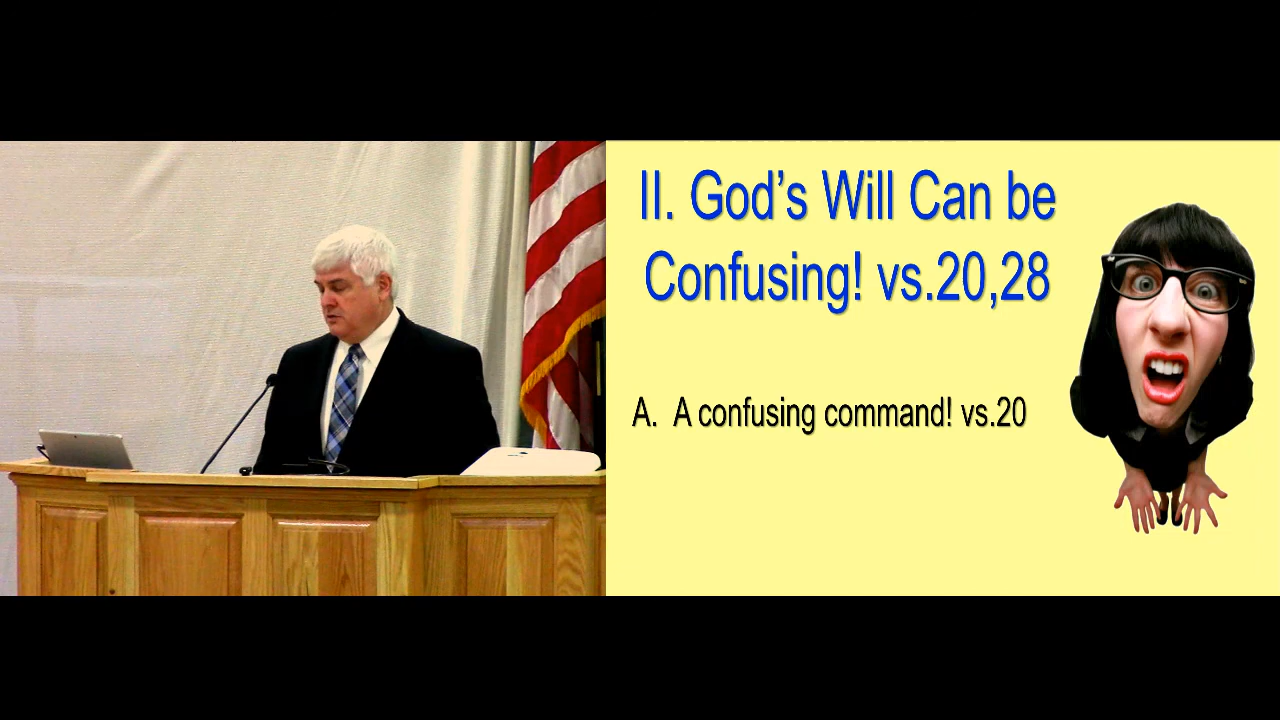 II. God’s Will Can be
Confusing! vs.20,28
A. A confusing command! vs.20